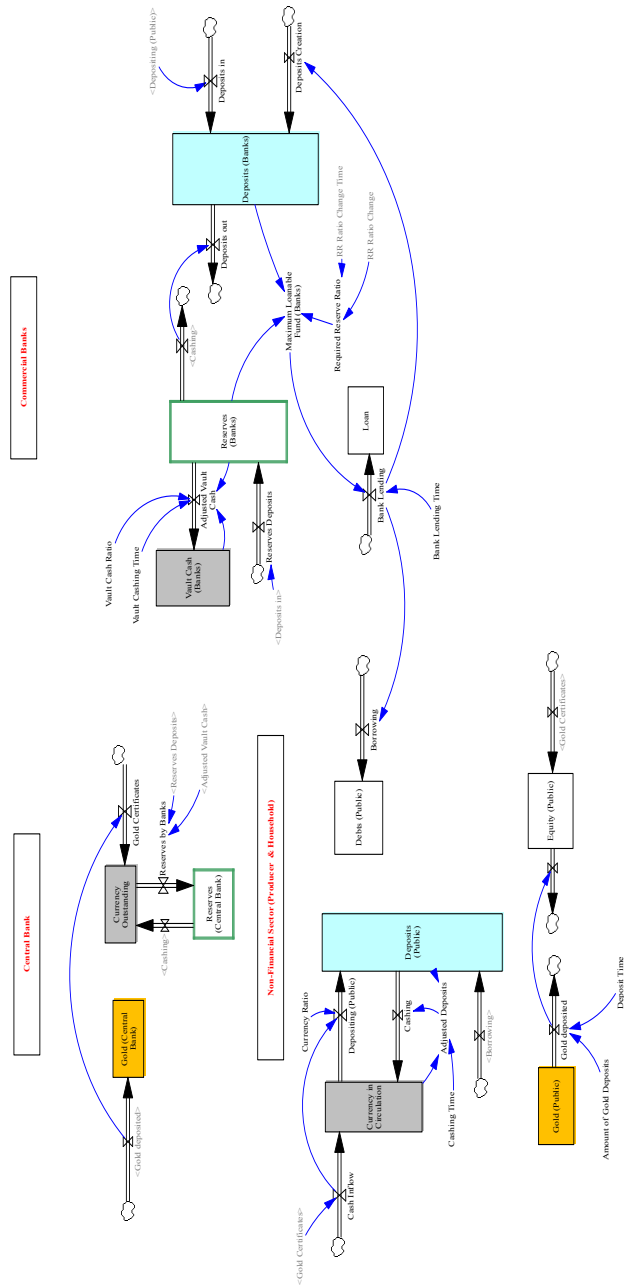 Central Bank
<Gold deposited>
Gold (Central
Bank)
Currency
Outstanding
Gold Certificates
<Cashing>
Reserves by Banks
Reserves
(Central Bank)
<Reserves Deposits>
<Adjusted Vault Cash>
Commercial Banks
Vault Cash Ratio
Vault Cashing Time
Vault Cash
(Banks)
Adjusted Vault
Cash
Reserves
(Banks)
<Cashing>
Deposits out
Deposits (Banks)
Deposits in
<Depositing (Public)>
Deposits Creation
<Deposits in>
Reserves Deposits
Maximum Loanable
Fund (Banks)
Required Reserve Ratio
RR Ratio Change Time
RR Ratio Change
Bank Lending
Loan
Bank Lending Time
Non-Financial Sector (Producer & Household)
<Gold Certificates>
Cash Inflow
Currency in
Circulation
Currency Ratio
Depositing (Public)
Cashing
Adjusted Deposits
Cashing Time
Deposits
(Public)
<Borrowing>
Debts (Public)
Borrowing
Gold (Public)
Gold deposited
Amount of Gold Deposits
Deposit Time
Equity (Public)
<Gold Certificates>